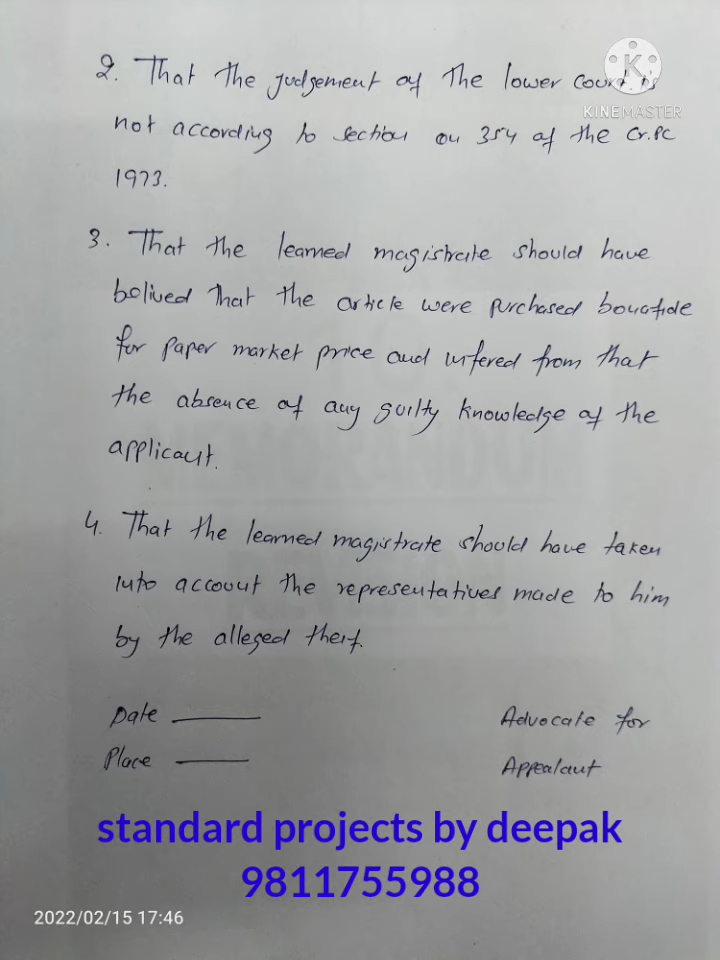 2. That the judgement of the lower court is
KINEMASTER
not according to section on 354 of the Cr.PC
1973.
3. That the learned magistrate should have
belived that the article were purchased bonafide
for paper market price and infered from that
the absence of any guilty knowledge of the
applicant.
4. That the learned magistrate should have taken
into account the representatives made to him
by the alleged theif.
Date ———
Advocate for
Place ———
Appealant
standard projects by deepak
9811755988
2022/02/15 17:46